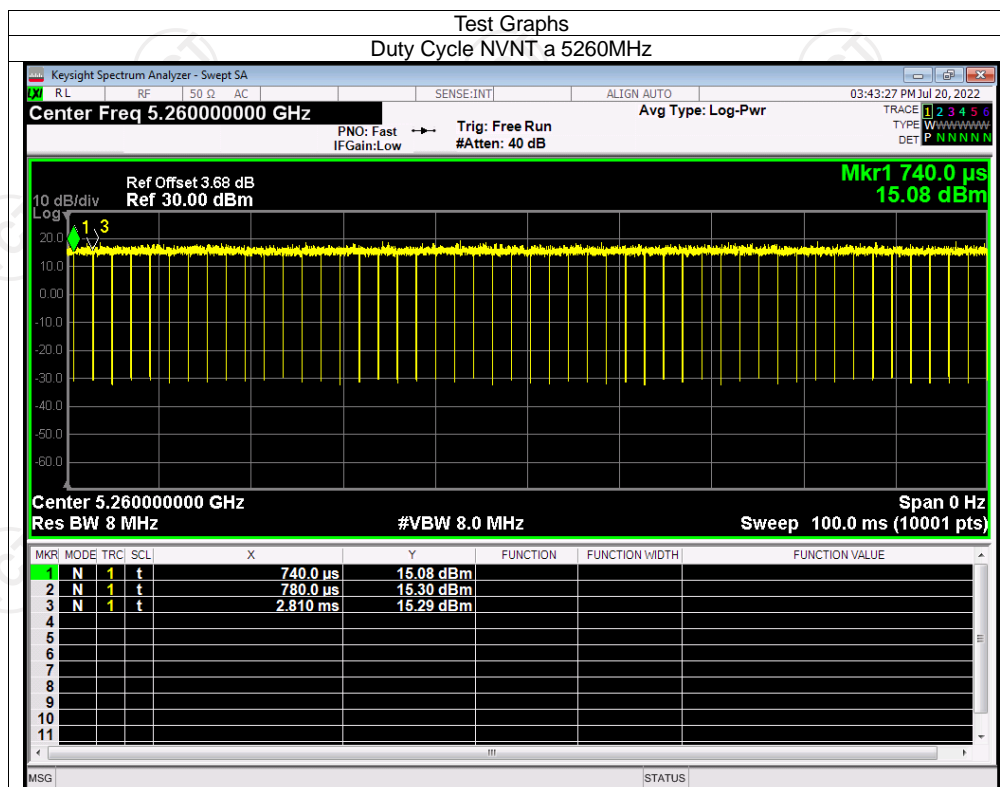 Test Graphs
Duty Cycle NVNT a 5260MHz
Keysight Spectrum Analyzer - Swept SA
LXI RL RF 50 Ω AC SENSE:INT ALIGN AUTO 03:43:27 PM Jul 20, 2022
Center Freq 5.260000000 GHz Avg Type: Log-Pwr TRACE 1 2 3 4 5 6
PNO: Fast Trig: Free Run TYPE WWWWWW
IFGain:Low #Atten: 40 dB DET P N N N N N
Mkr1 740.0 µs
15.08 dBm
Ref Offset 3.68 dB
10 dB/div Ref 30.00 dBm
Log
1 3
20.0
10.0
0.00
-10.0
-20.0
-30.0
-40.0
-50.0
-60.0
Center 5.260000000 GHz Span 0 Hz
Res BW 8 MHz #VBW 8.0 MHz Sweep 100.0 ms (10001 pts)
MKR MODE TRC SCL X Y FUNCTION FUNCTION WIDTH FUNCTION VALUE
1 N 1 t 740.0 µs 15.08 dBm
2 N 1 t 780.0 µs 15.30 dBm
3 N 1 t 2.810 ms 15.29 dBm
4
5
6
7
8
9
10
11
MSG STATUS